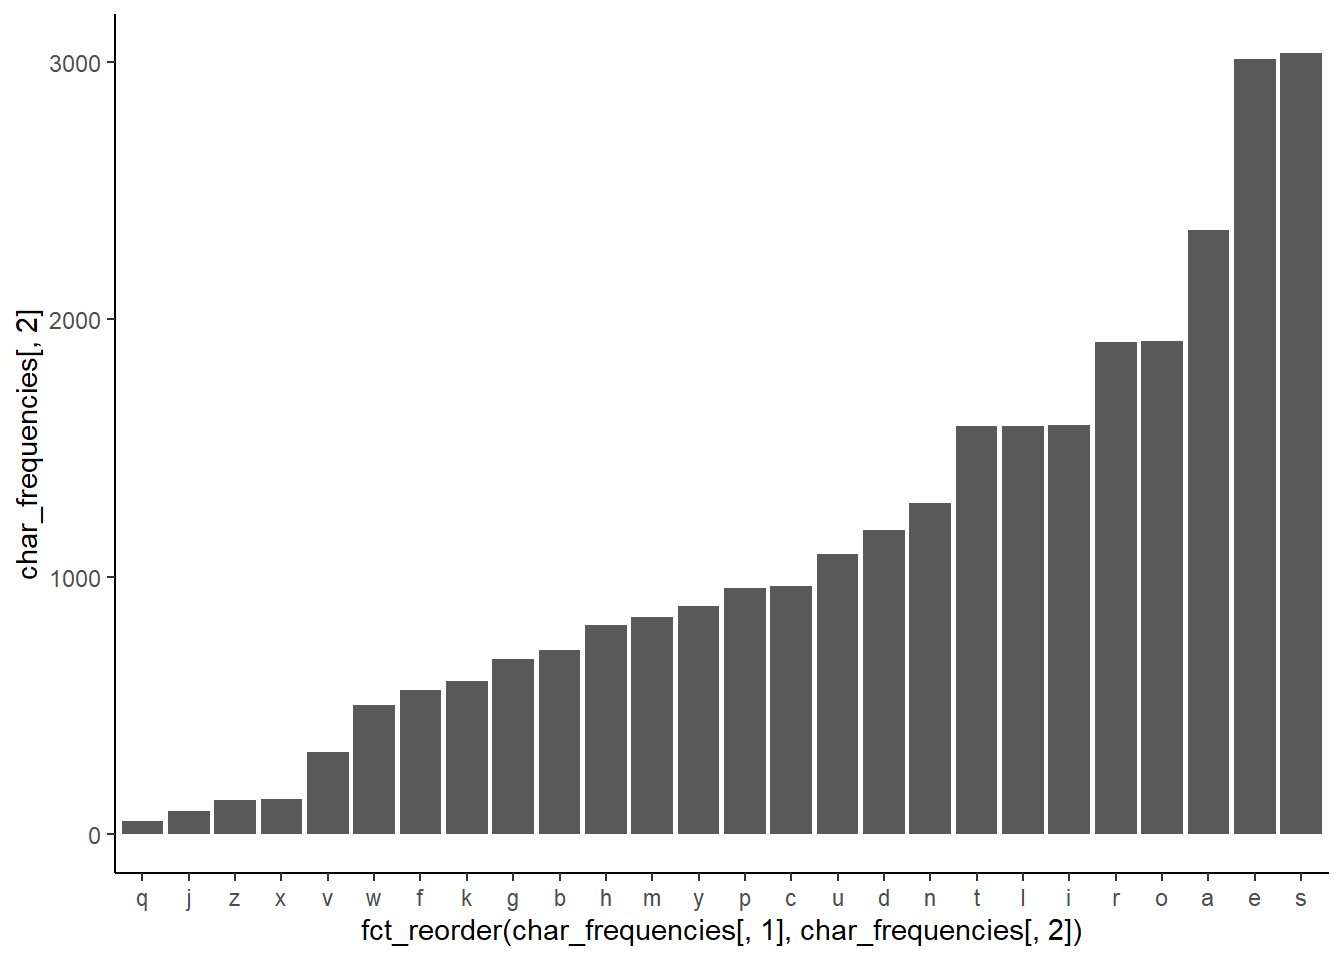 3000
2000
1000
0
char_frequencies[, 2]
q j z x v w f k g b h m y p c u d n t l i r o a e s
fct_reorder(char_frequencies[, 1], char_frequencies[, 2])